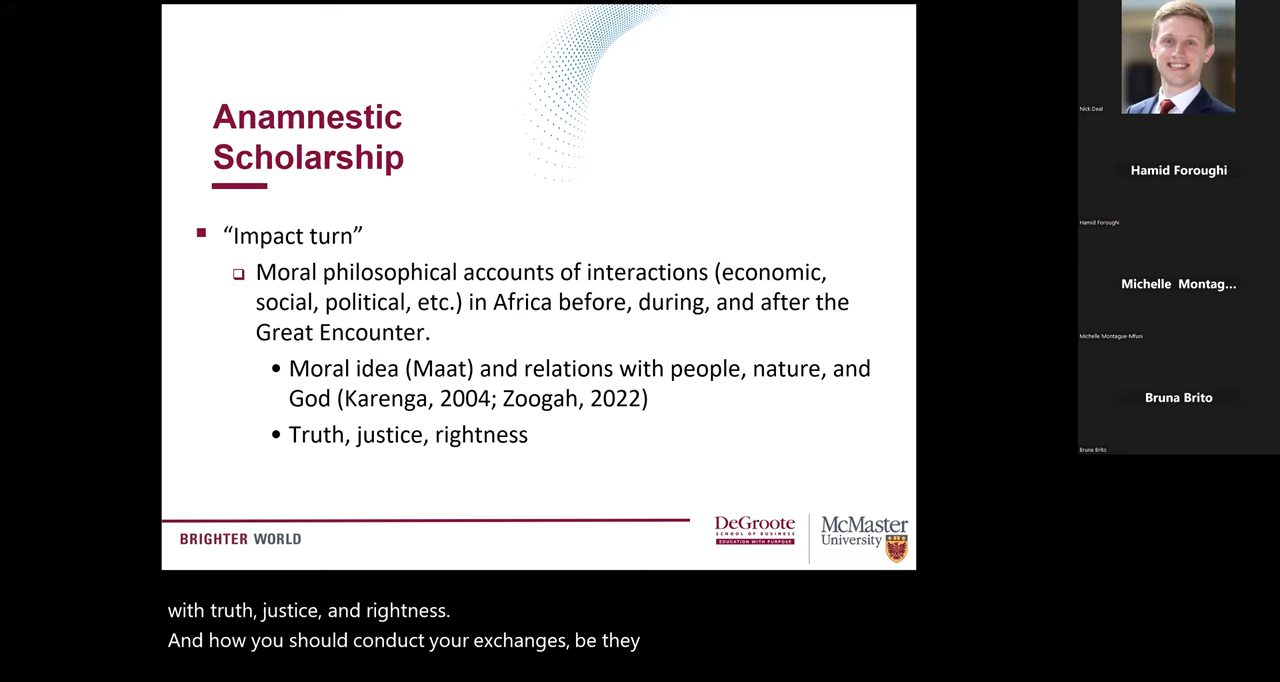 Anamnestic
Scholarship
“Impact turn”
Moral philosophical accounts of interactions (economic,
social, political, etc.) in Africa before, during, and after the
Great Encounter.
• Moral idea (Maat) and relations with people, nature, and
God (Karenga, 2004; Zoogah, 2022)
• Truth, justice, rightness
BRIGHTER WORLD
DeGroote
SCHOOL OF BUSINESS
EDUCATION WITH PURPOSE
McMaster
University
with truth, justice, and rightness.
And how you should conduct your exchanges, be they
Nick Deal
Hamid Foroughi
Hamid Foroughi
Michelle Montag...
Michelle Montague-Mfuni
Bruna Brito
Bruna Brito